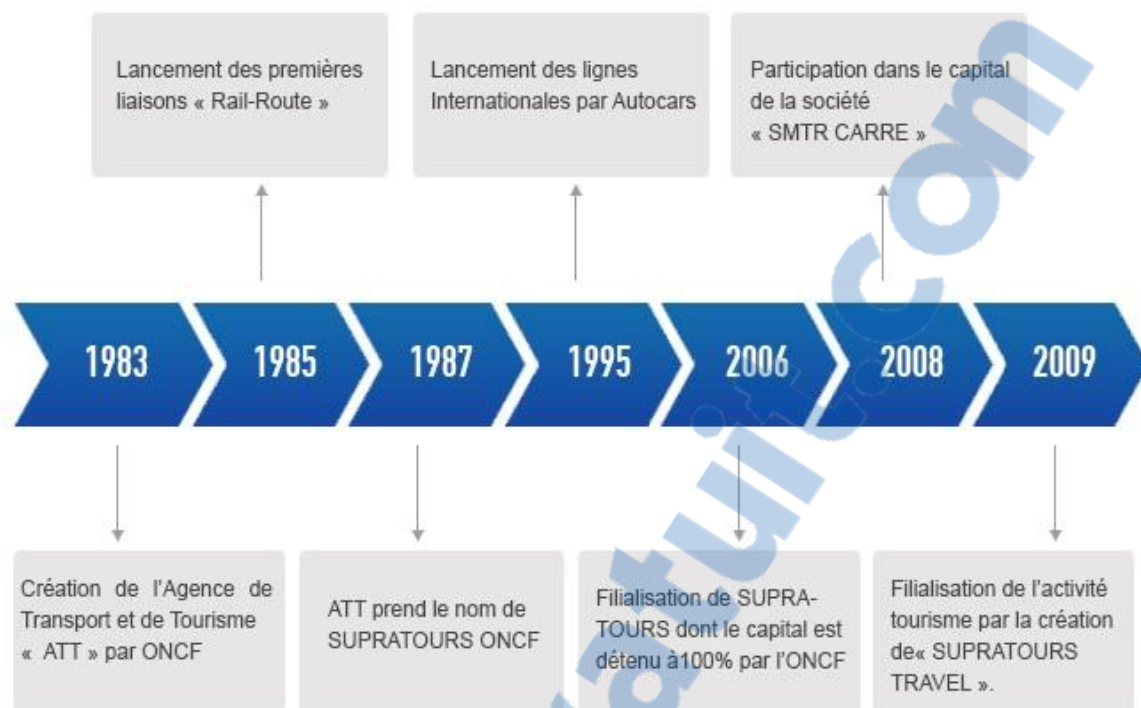 Lancement des premières
liaisons « Rail-Route »
Lancement des lignes
Internationales par Autocars
Participation dans le capital
de la société
« SMTR CARRE »
1983
1985
1987
1995
2006
2008
2009
Création de l'Agence de
Transport et de Tourisme
« ATT » par ONCF
ATT prend le nom de
SUPRATOURS ONCF
Filialisation de SUPRA-
TOURS dont le capital est
détenu à100% par l'ONCF
Filialisation de l'activité
tourisme par la création
de« SUPRATOURS
TRAVEL ».
atuit.com